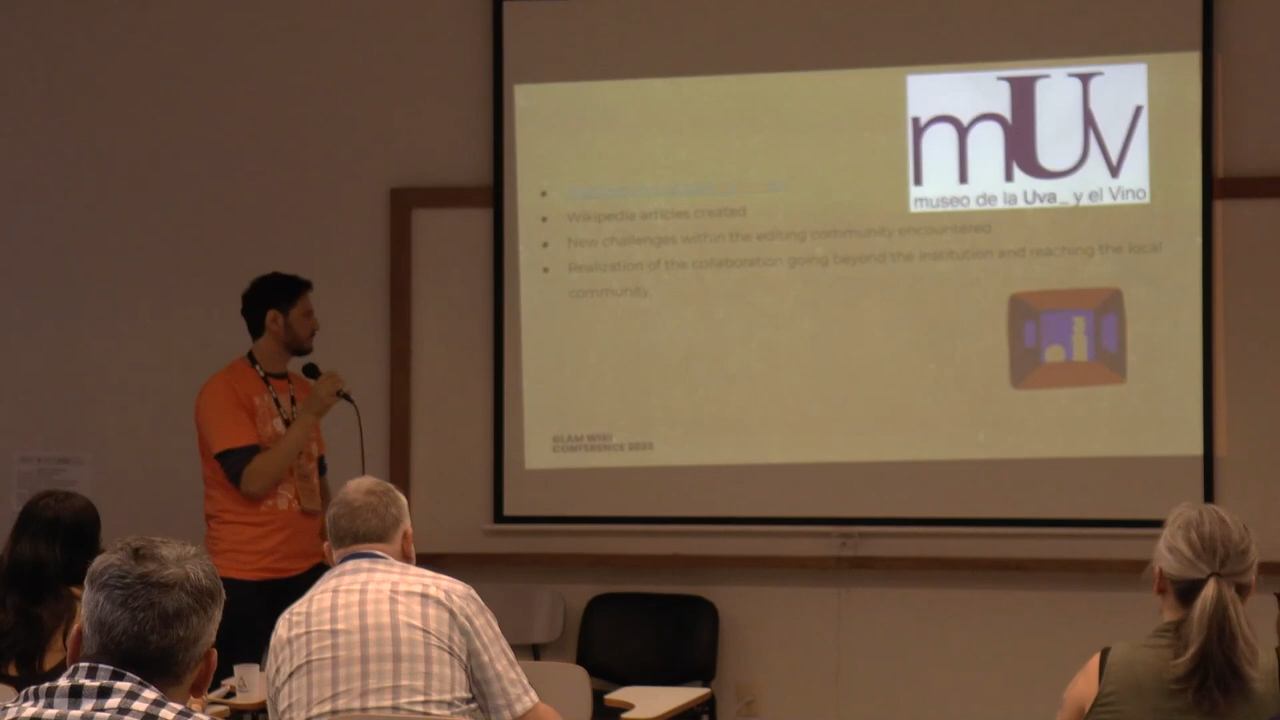 mUv
museo de la Uva_ y el Vino
Wikipedia articles created
New challenges within the editing community encountered
Realization of the collaboration going beyond the institution and reaching the local
community.
GLAM WIKI
CONFERENCE 2023